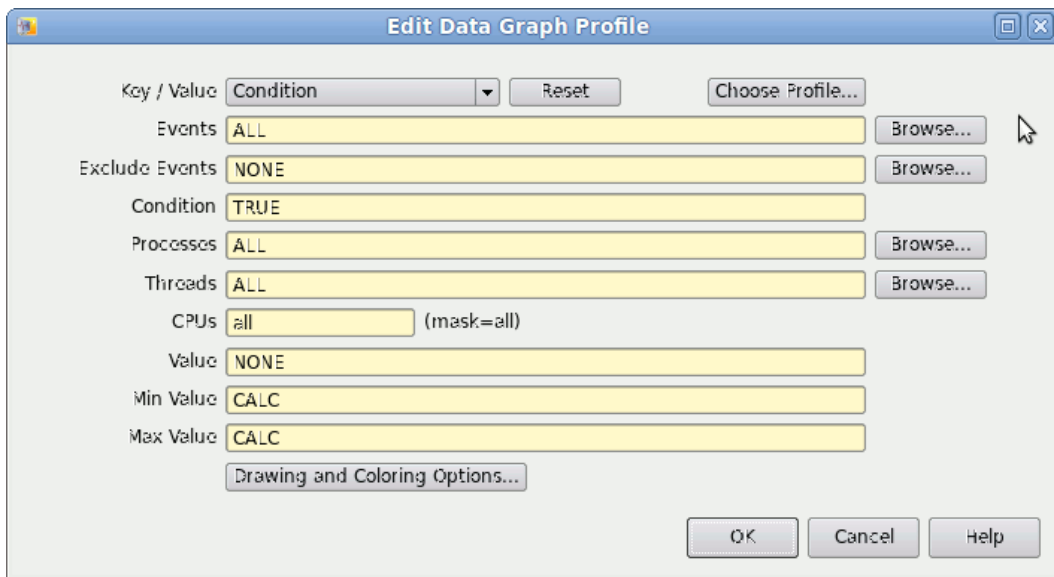 Edit Data Graph Profile
Key / Value Condition Reset Choose Profile...
Events ALL Browse...
Exclude Events NONE Browse...
Condition TRUE
Processes ALL Browse...
Threads ALL Browse...
CPUs all (mask=all)
Value NONE
Min Value CALC
Max Value CALC
Drawing and Coloring Options...
OK Cancel Help